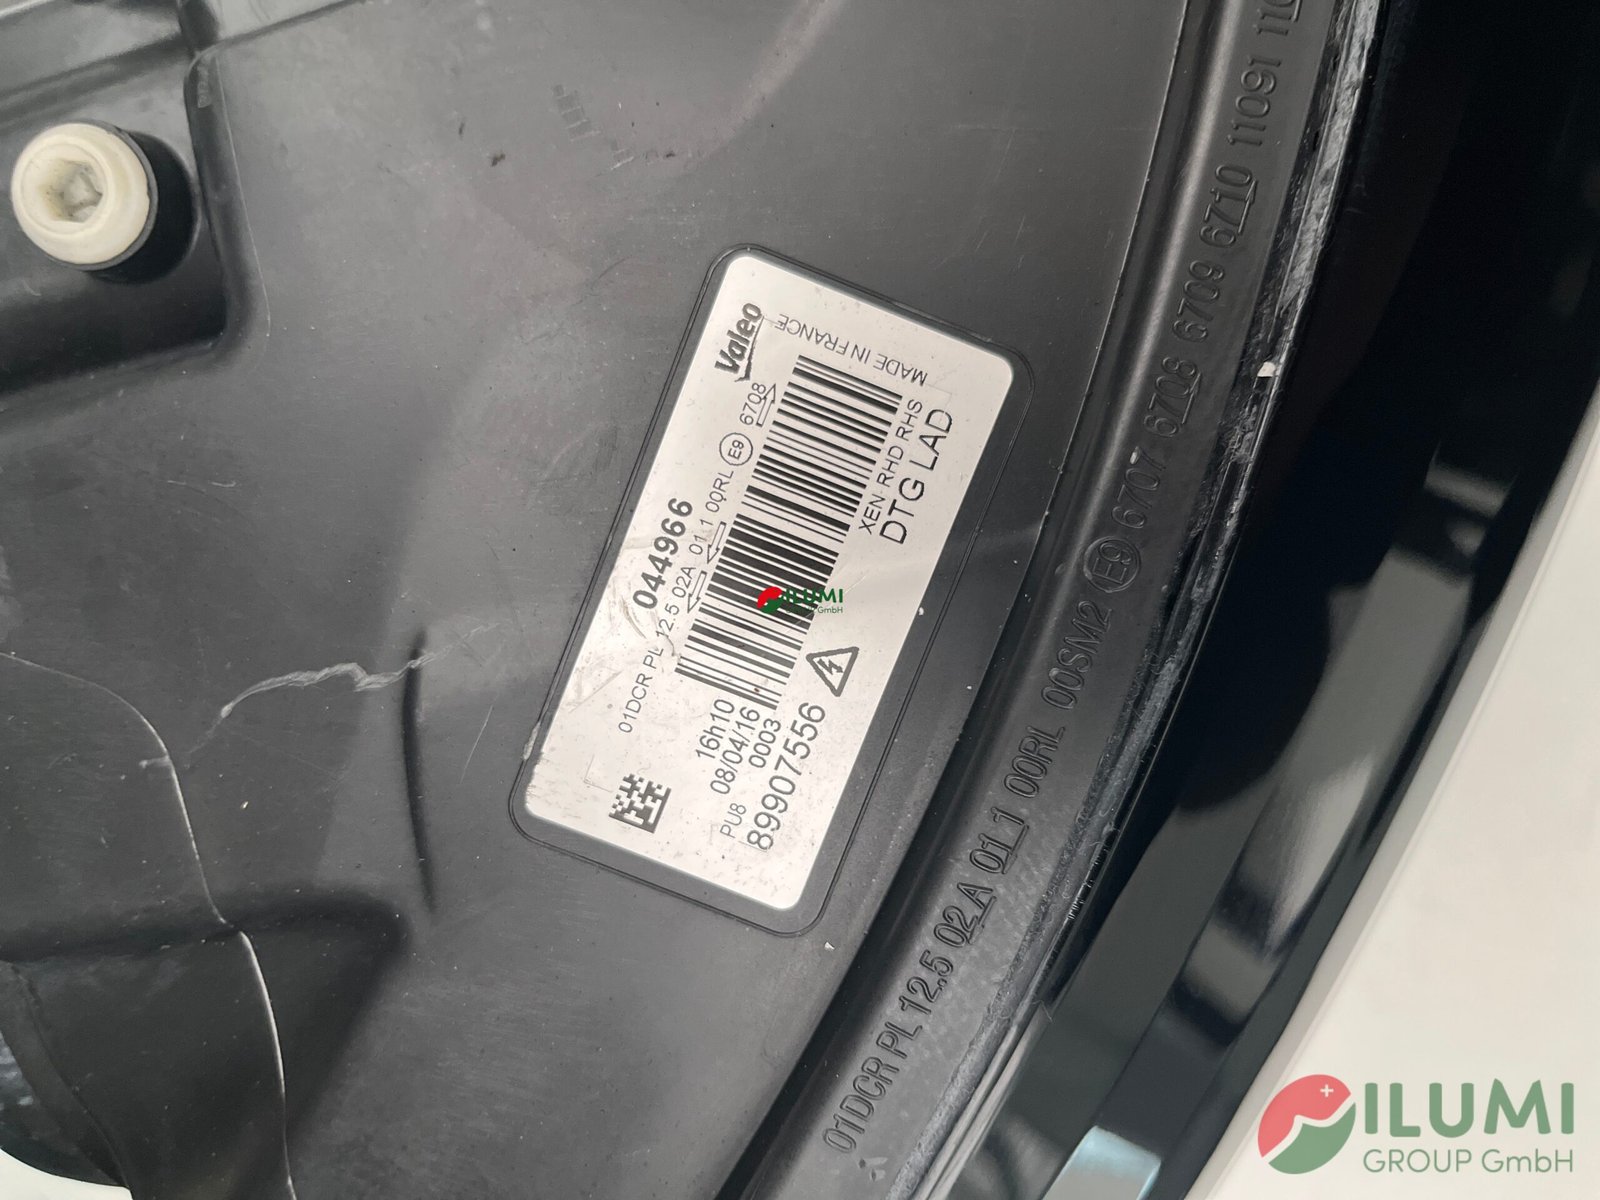 Valeo
MADE IN FRANCE
044966
01DCR PL 12.5 02A 01.1 00RL E9 6708
XEN RHD RHS
DTG LAD
16h10
08/04/16
0003
PU8
89907556
01DCR PL 12.5 02A 01.1 00RL 00SM2 E9 6707 6708 6709 6710 11091
ILUMI
GROUP GmbH
ILUMI
GROUP GmbH